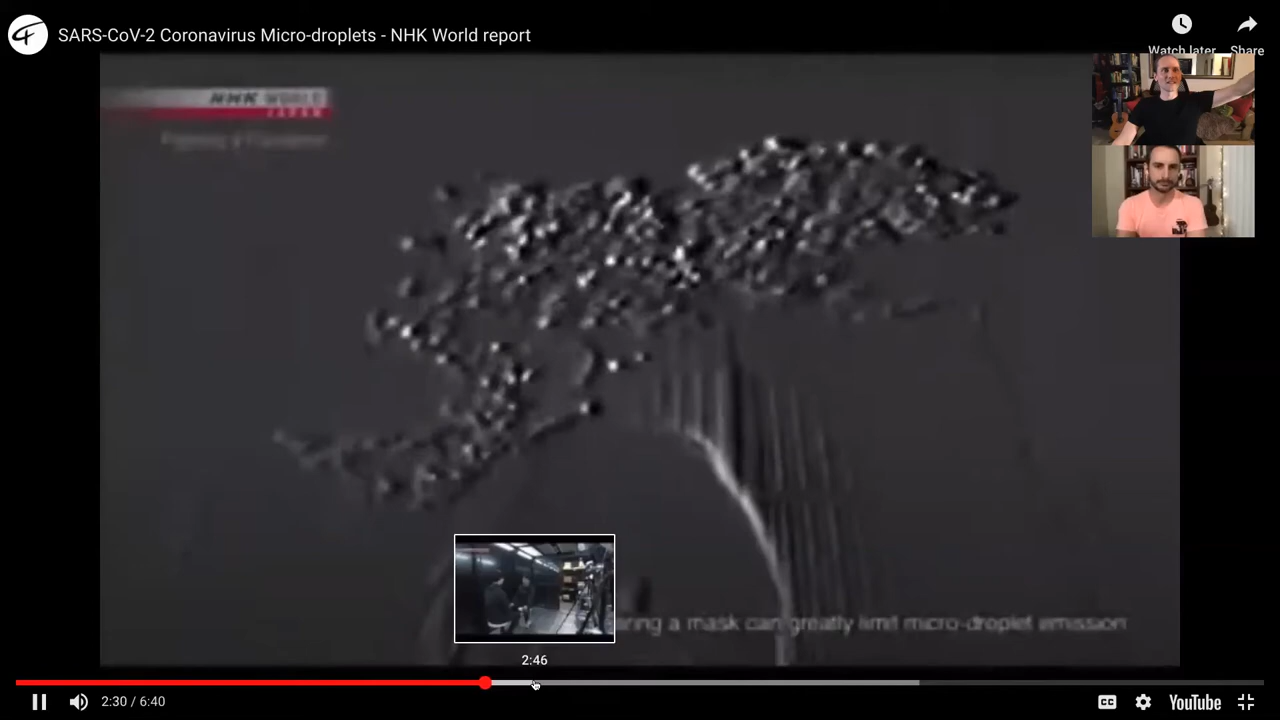 SARS-CoV-2 Coronavirus Micro-droplets - NHK World report
Watch later
Share
NHK WORLD
JAPAN
a mask can greatly limit micro-droplet emission
2:46
2:30 / 6:40
CC
YouTube